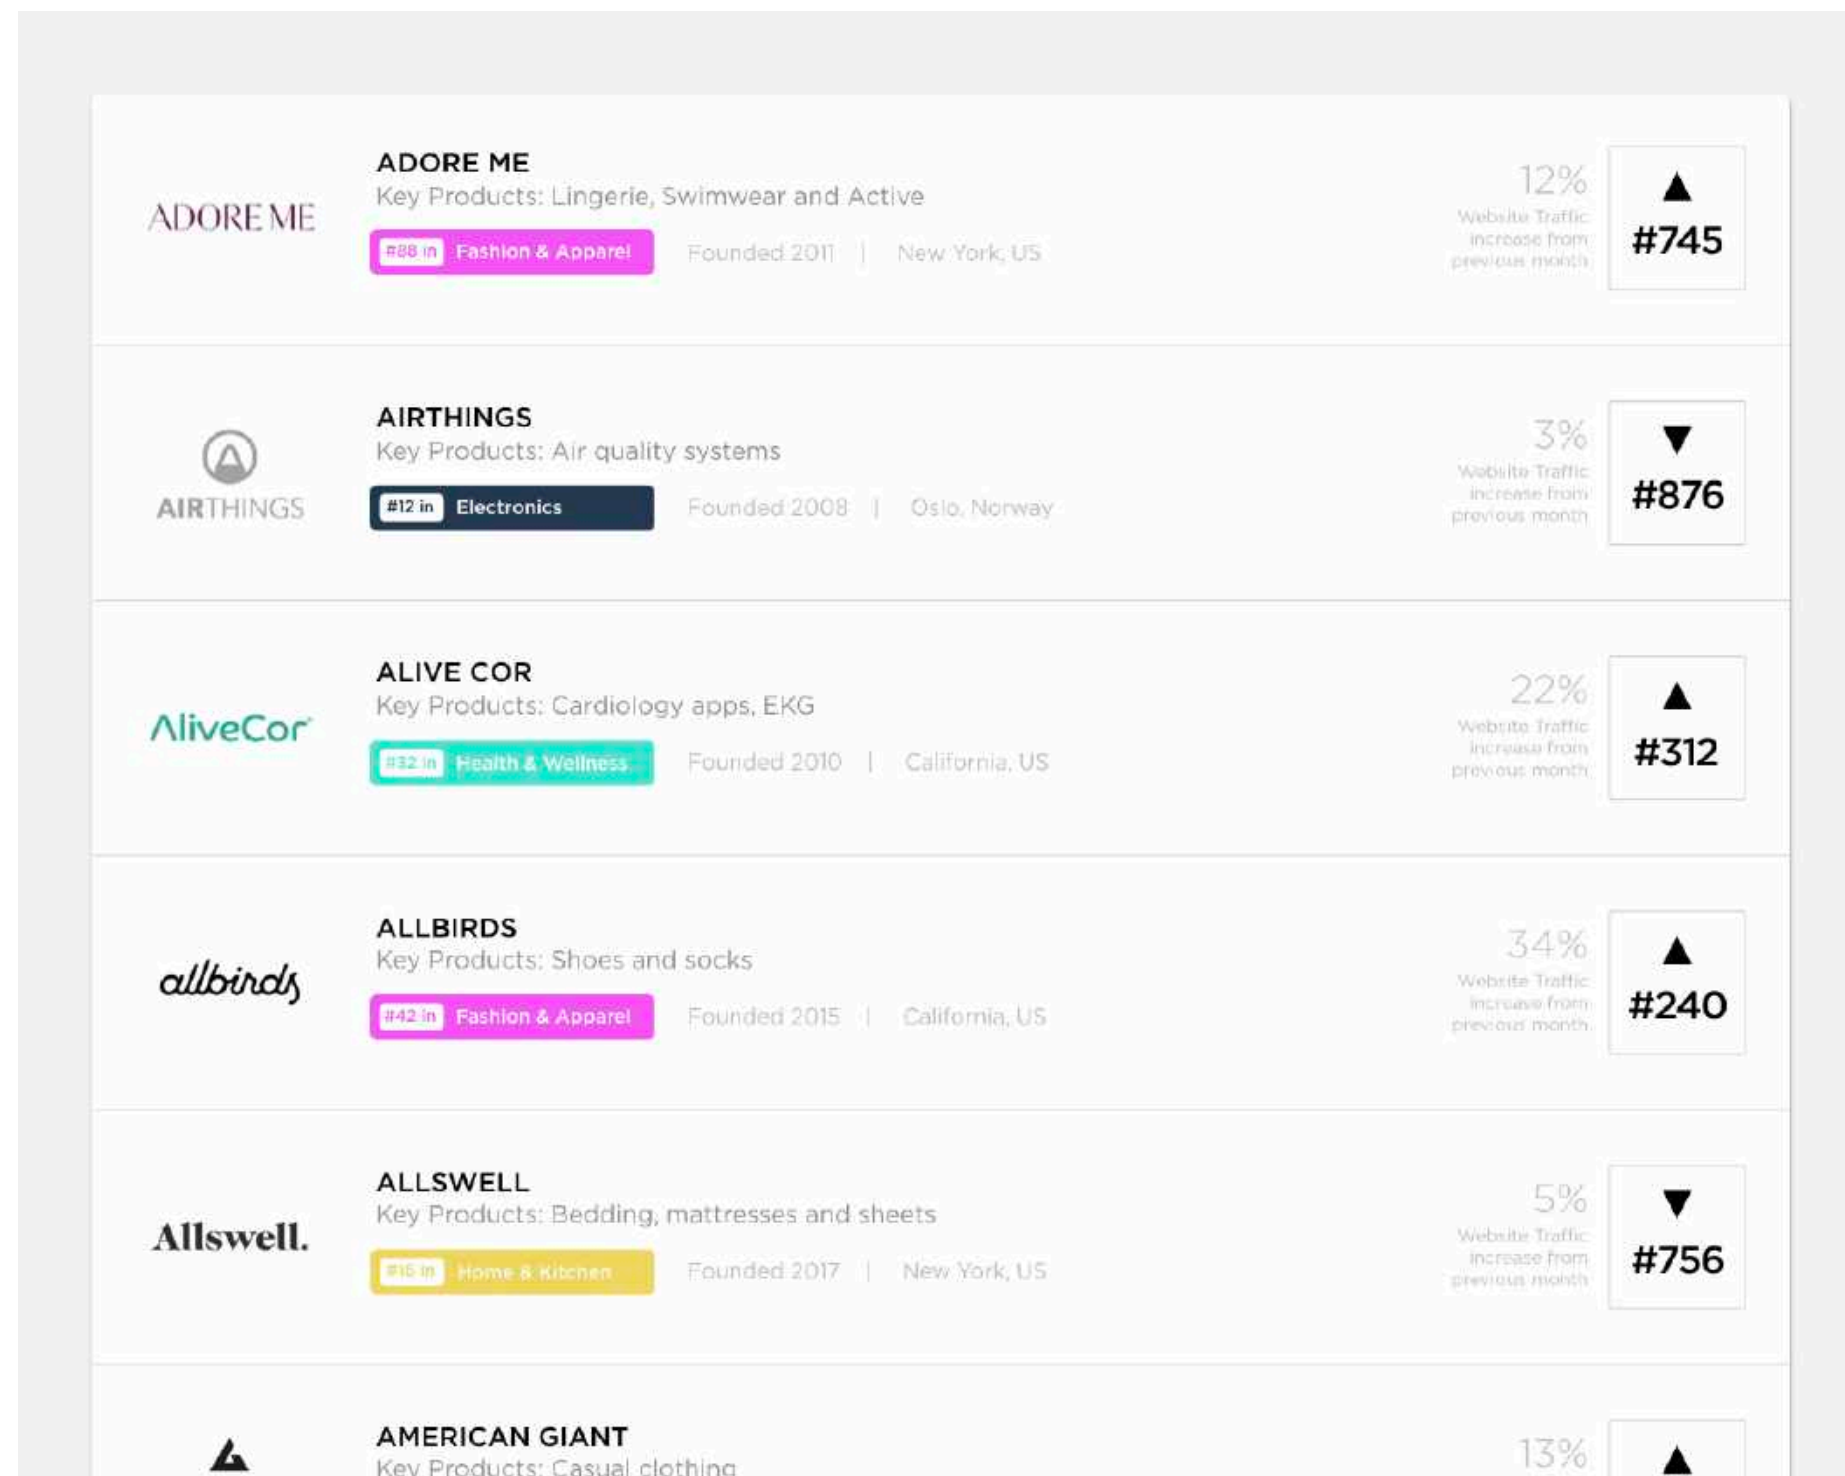 ADORE ME
ADORE ME
Key Products: Lingerie, Swimwear and Active
#88 in Fashion & Apparel Founded 2011 | New York, US
12%
Website Traffic
increase from
previous month
▲
#745
AIRTHINGS
AIRTHINGS
Key Products: Air quality systems
#12 in Electronics Founded 2008 | Oslo, Norway
3%
Website Traffic
increase from
previous month
▼
#876
AliveCor
ALIVE COR
Key Products: Cardiology apps, EKG
#32 in Health & Wellness Founded 2010 | California, US
22%
Website Traffic
increase from
previous month
▲
#312
allbirds
ALLBIRDS
Key Products: Shoes and socks
#42 in Fashion & Apparel Founded 2015 | California, US
34%
Website Traffic
increase from
previous month
▲
#240
Allswell.
ALLSWELL
Key Products: Bedding, mattresses and sheets
#15 in Home & Kitchen Founded 2017 | New York, US
5%
Website Traffic
increase from
previous month
▼
#756
AMERICAN GIANT
Key Products: Casual clothing
13%
▲